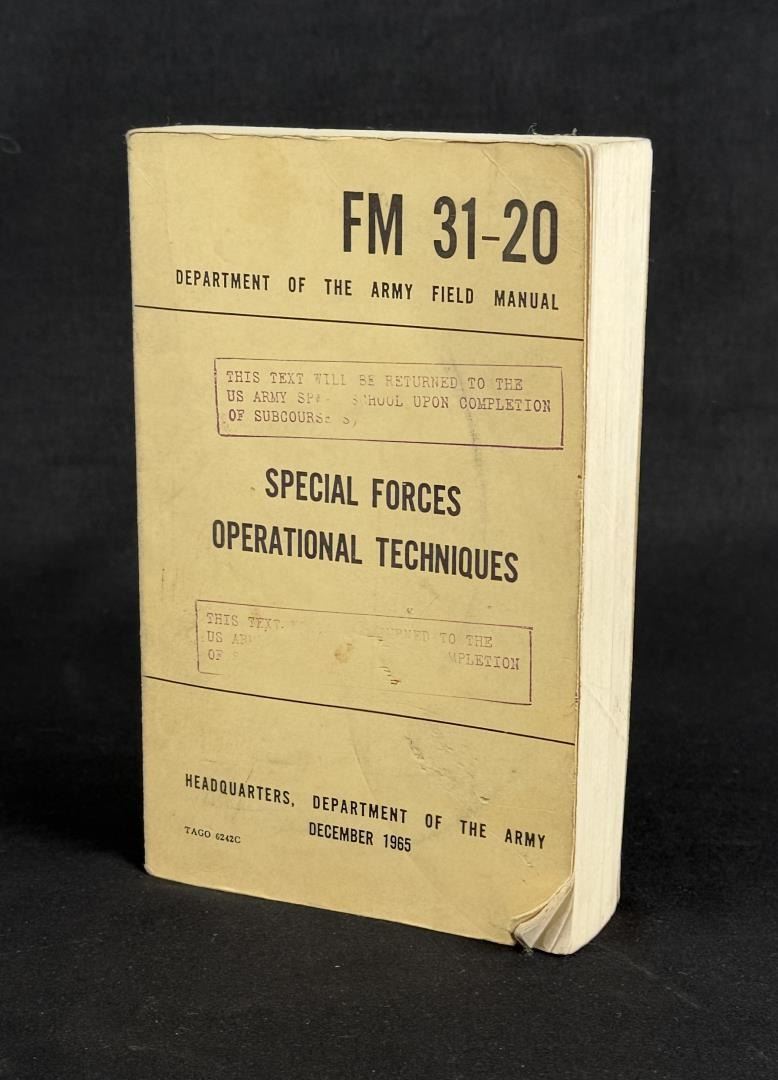 FM 31-20
DEPARTMENT OF THE ARMY FIELD MANUAL
THIS TEXT WILL BE RETURNED TO THE
US ARMY SCHOOL UPON COMPLETION
OF
SPECIAL FORCES
OPERATIONAL TECHNIQUES
THIS TEXT TO THE
US
OF
HEADQUARTERS, DEPARTMENT OF THE ARMY
TAGO 6242C
DECEMBER 1965